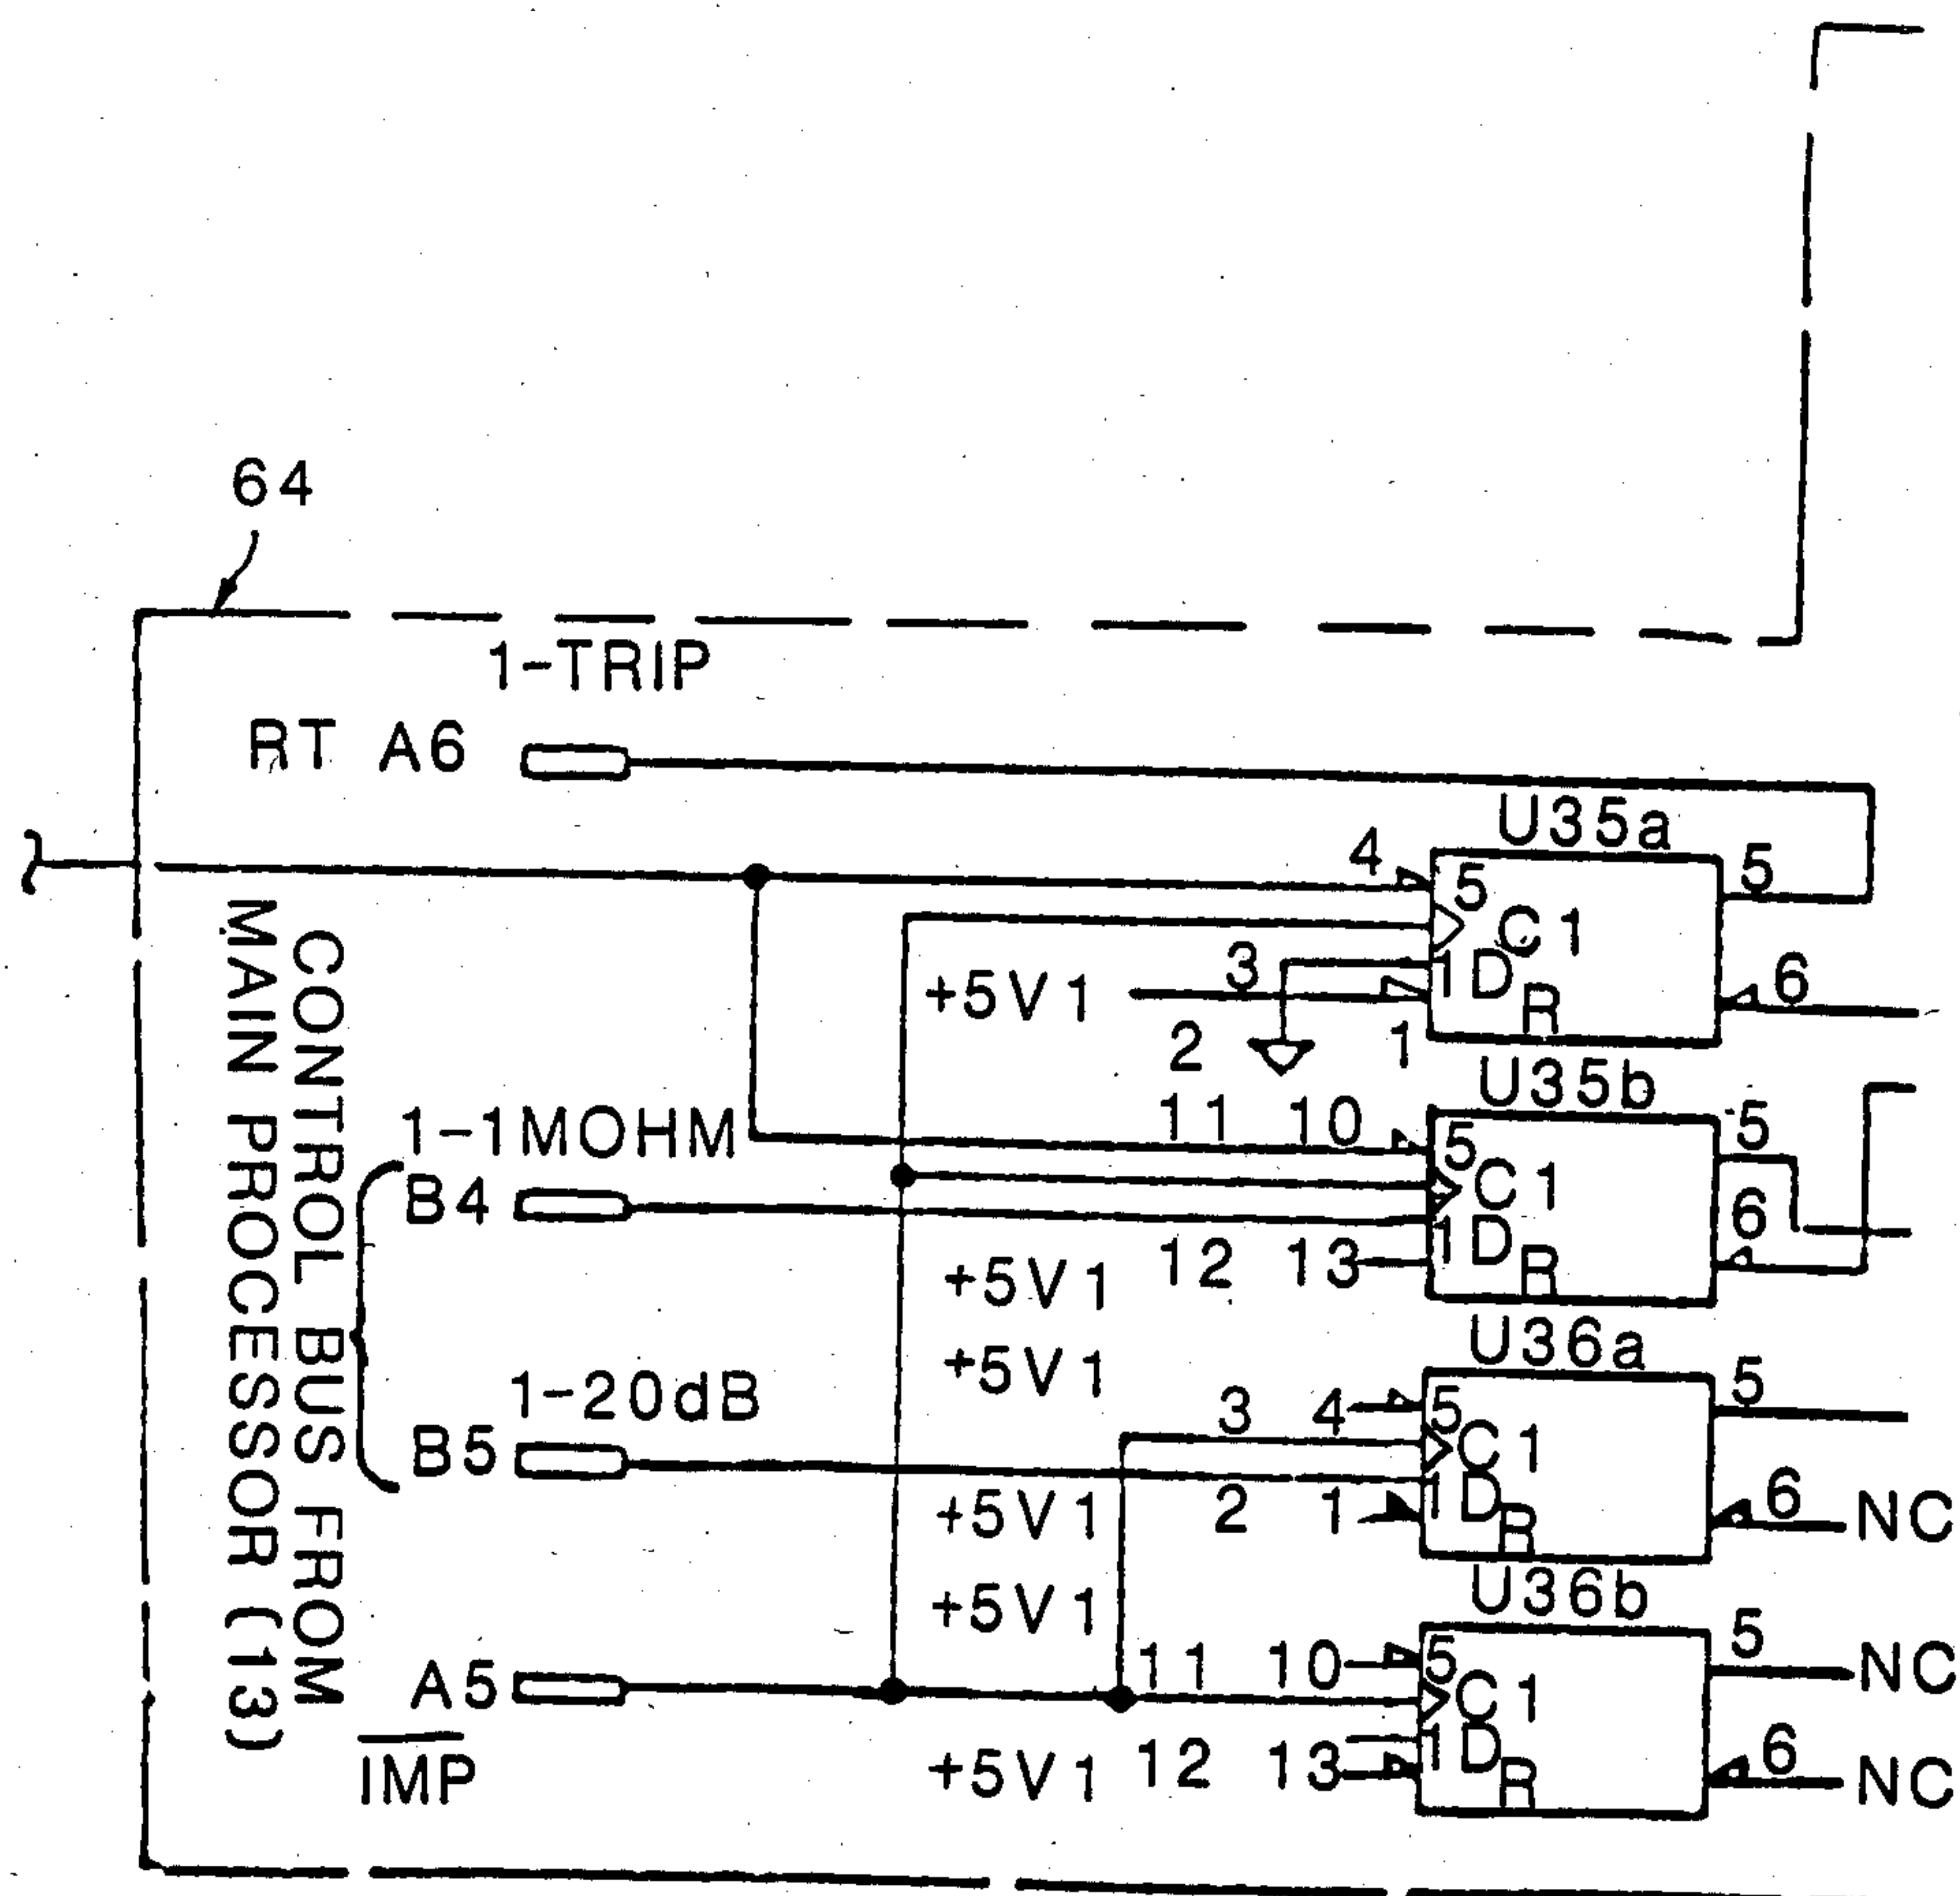 64
1-TRIP
RT A6
U35a
4
5
5
C1
3
1D
6
+5V1
R
2
1
U35b
11 10
5
1-1MOHM
5
C1
B4
6
1D
12 13
R
+5V1
U36a
+5V1
5
1-20dB
3 4
5
C1
B5
1D
6
NC
+5V1
2 1
R
U36b
+5V1
5
NC
11 10
5
A5
C1
1D
6
IMP
+5V1
12 13
R
NC
CONTROL BUS FROM
MAIN PROCESSOR (13)